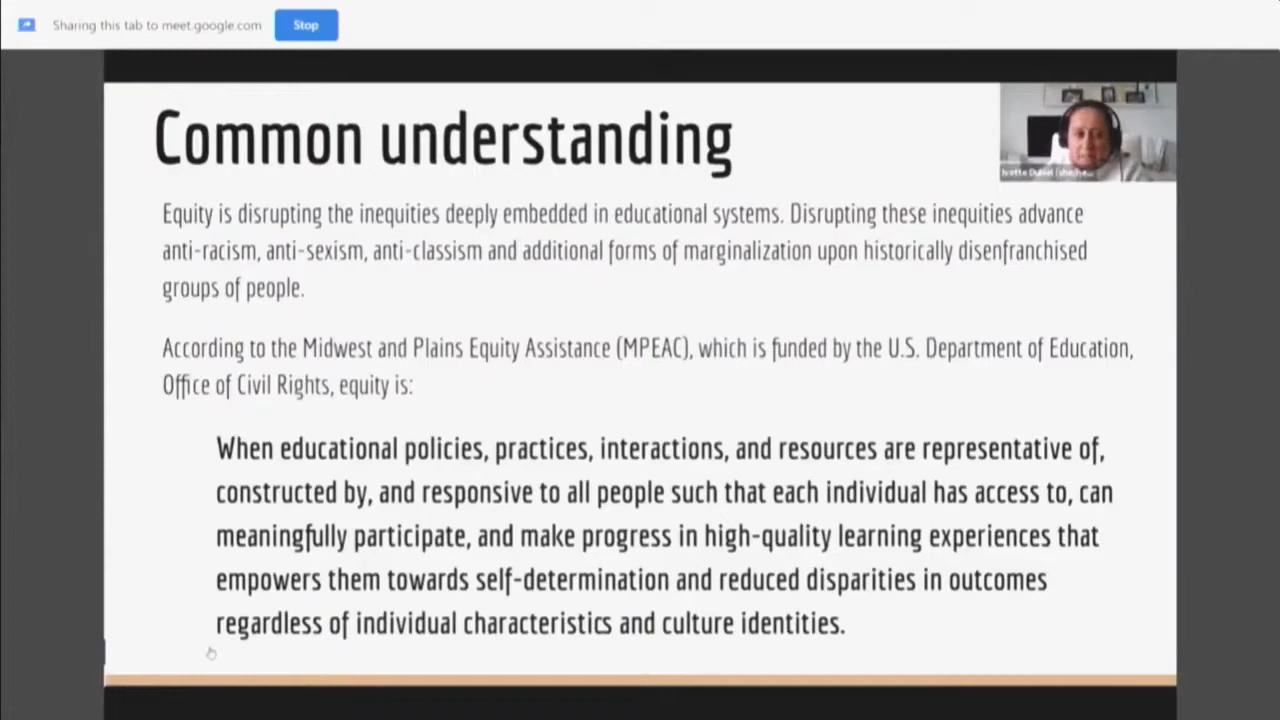 Sharing this tab to meet.google.com Stop
Common understanding
Equity is disrupting the inequities deeply embedded in educational systems. Disrupting these inequities advance
anti-racism, anti-sexism, anti-classism and additional forms of marginalization upon historically disenfranchised
groups of people.
According to the Midwest and Plains Equity Assistance (MPEAC), which is funded by the U.S. Department of Education,
Office of Civil Rights, equity is:
When educational policies, practices, interactions, and resources are representative of,
constructed by, and responsive to all people such that each individual has access to, can
meaningfully participate, and make progress in high-quality learning experiences that
empowers them towards self-determination and reduced disparities in outcomes
regardless of individual characteristics and culture identities.
Ivette